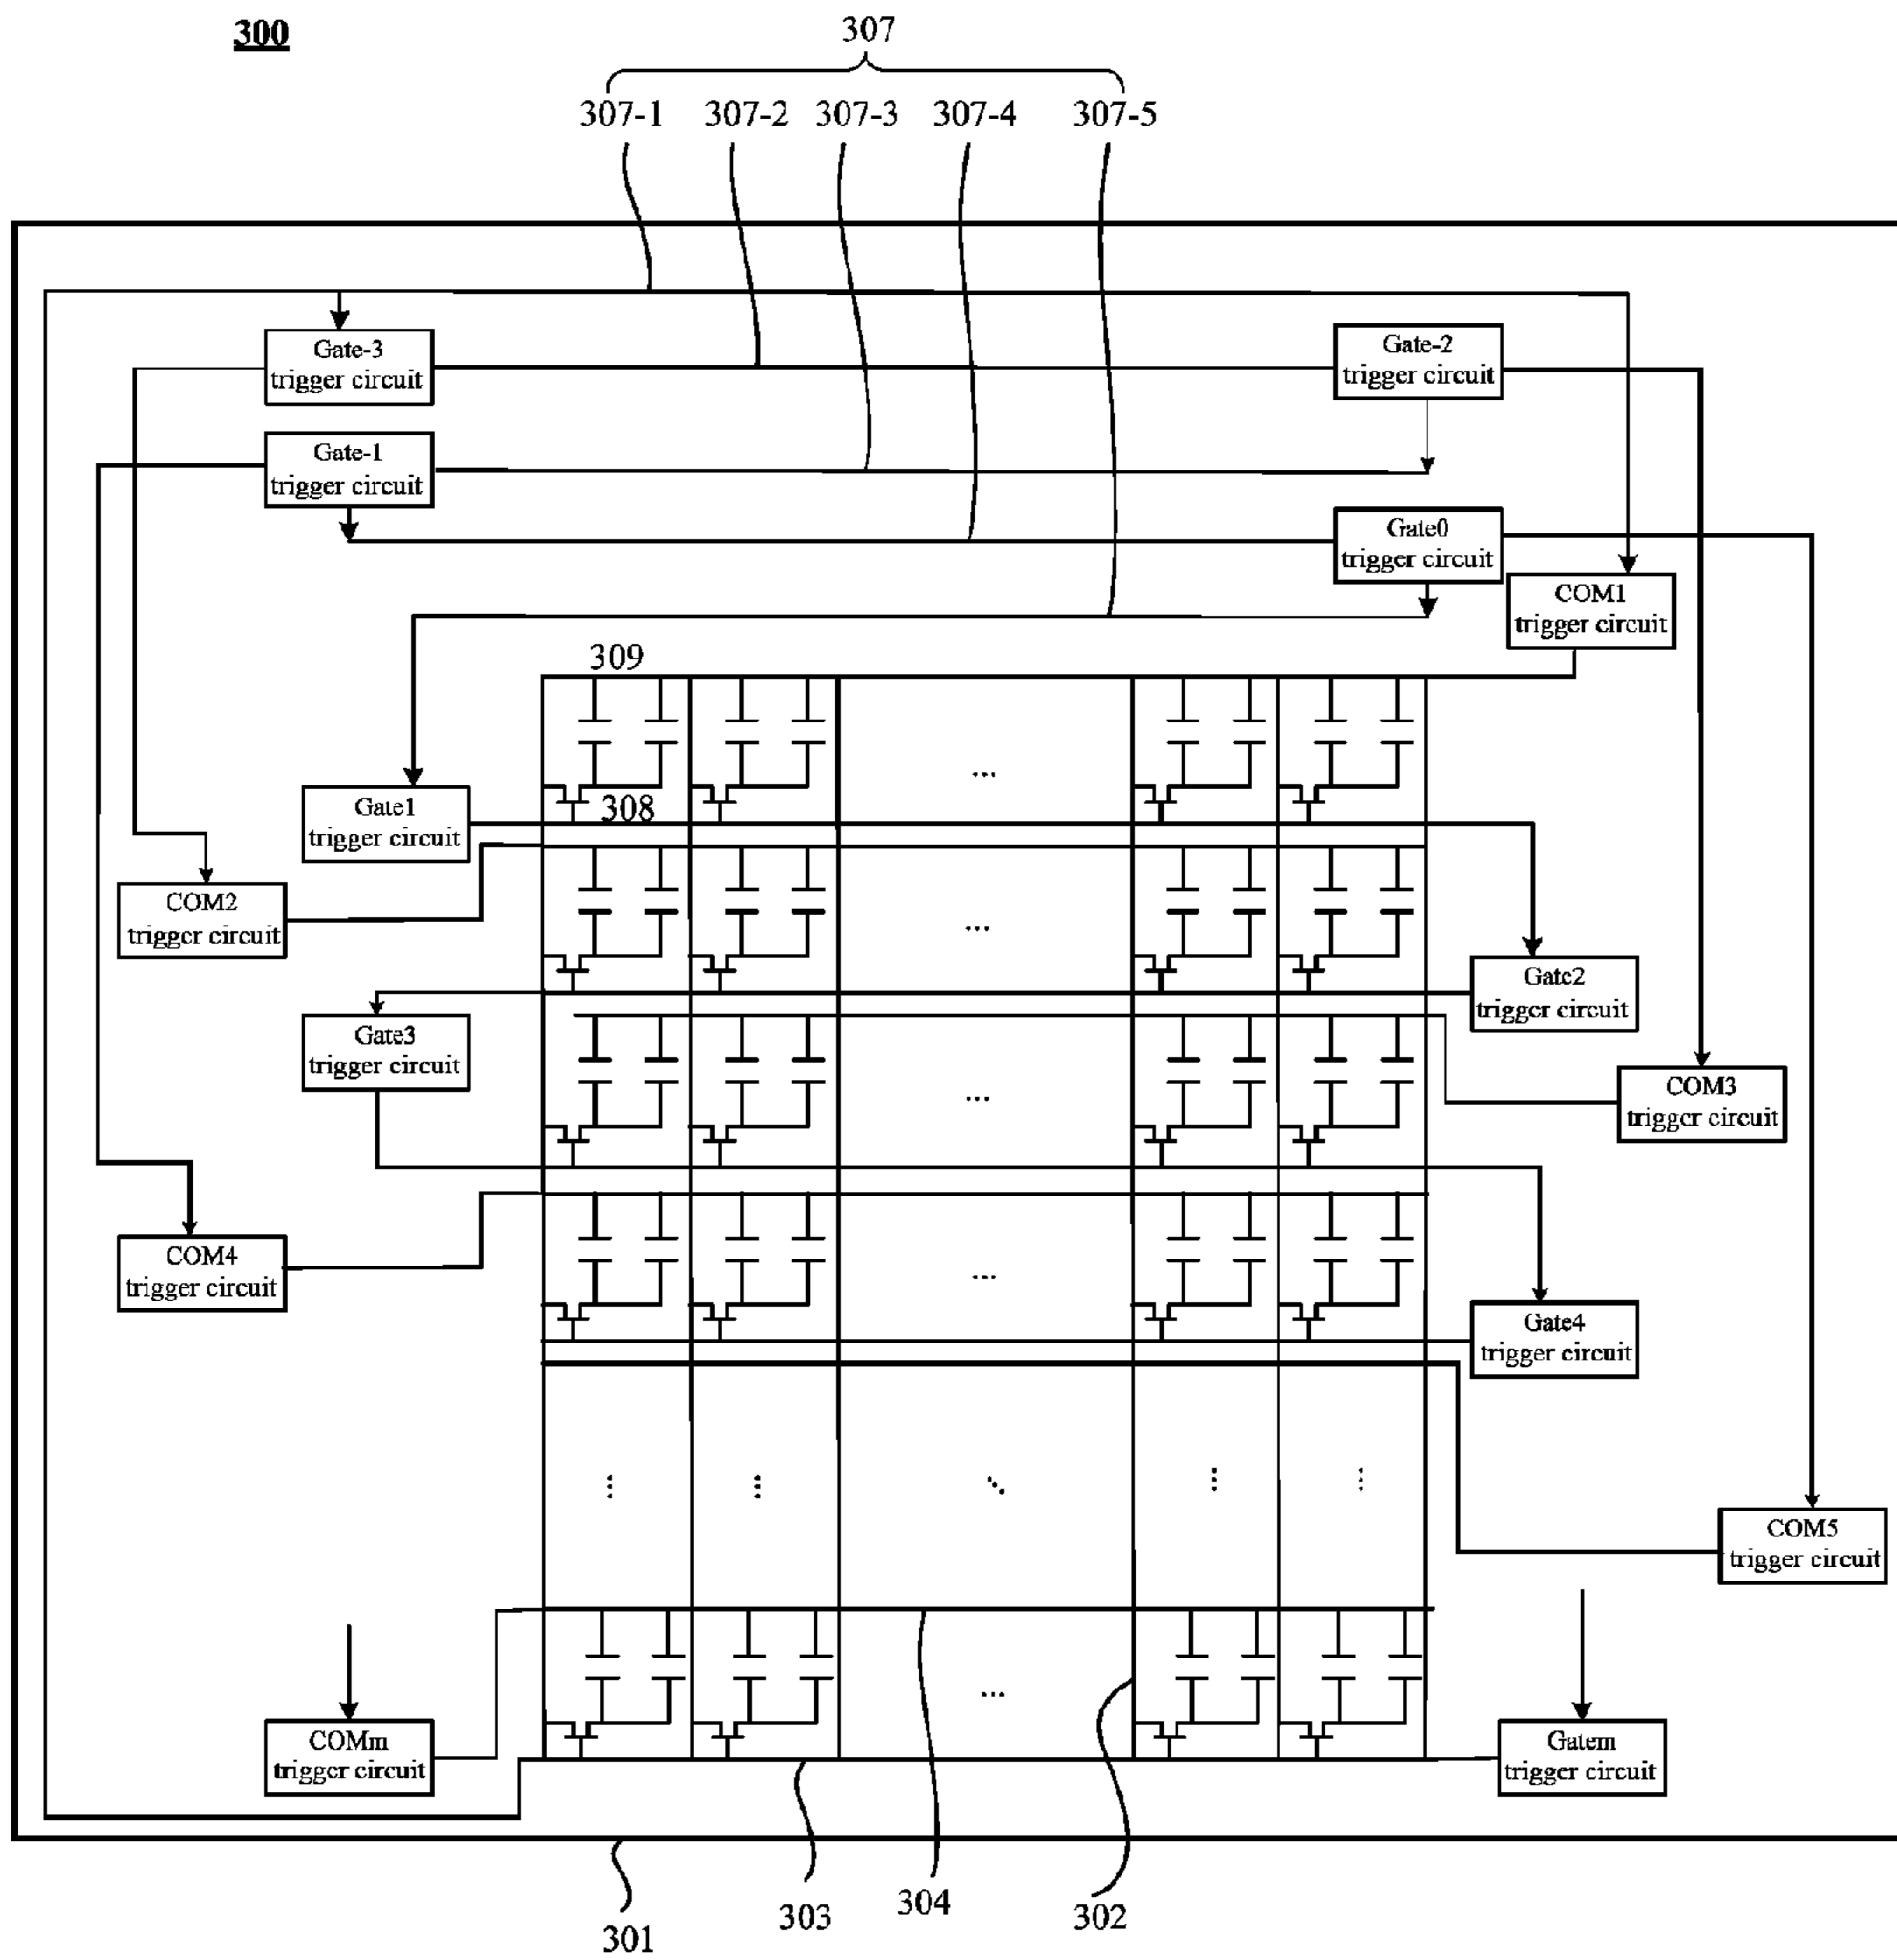 300
307
307-1 307-2 307-3 307-4 307-5
Gate-3
trigger circuit
Gate-2
trigger circuit
Gate-1
trigger circuit
Gate0
trigger circuit
COM1
trigger circuit
309
...
Gate1
trigger circuit
308
COM2
trigger circuit
...
Gate2
trigger circuit
Gate3
trigger circuit
...
COM3
trigger circuit
COM4
trigger circuit
...
Gate4
trigger circuit
COM5
trigger circuit
COMm
trigger circuit
...
Gatem
trigger circuit
301
303
304
302